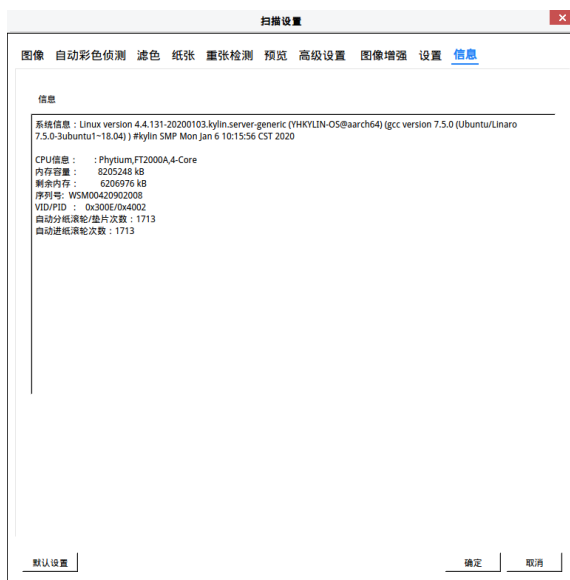 扫描设置
图像 自动彩色侦测 滤色 纸张 重张检测 预览 高级设置 图像增强 设置 信息
信息
系统信息：Linux version 4.4.131-20200103.kylin.server-generic (YHKYLIN-OS@aarch64) (gcc version 7.5.0 (Ubuntu/Linaro
7.5.0-3ubuntu1~18.04) ) #kylin SMP Mon Jan 6 10:15:56 CST 2020
CPU信息： : Phytium,FT2000A,4-Core
内存容量： 8205248 kB
剩余内存： 6206976 kB
序列号: WSM00420902008
VID/PID ： 0x300E/0x4002
自动分纸滚轮/垫片次数：1713
自动进纸滚轮次数：1713
默认设置 确定 取消